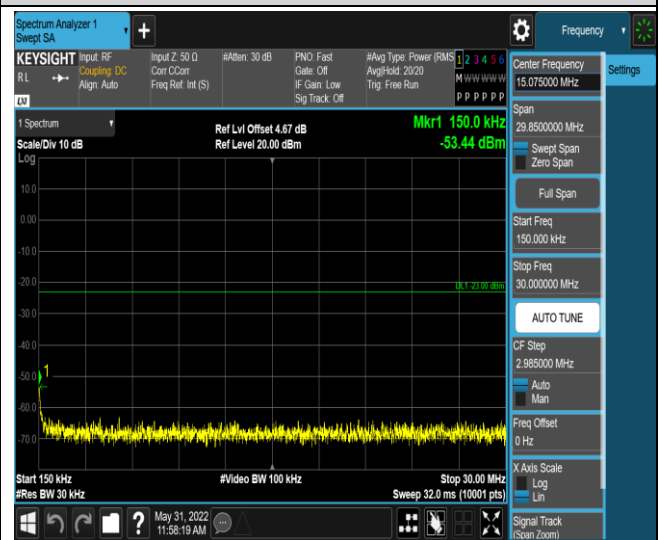 Spectrum Analyzer 1
Swept SA
+
Frequency
KEYSIGHT
RL
LXI
Input: RF
Coupling: DC
Align: Auto
Input Z: 50 Ω
Corr CCorr
Freq Ref: Int (S)
#Atten: 30 dB
PNO: Fast
Gate: Off
IF Gain: Low
Sig Track: Off
#Avg Type: Power (RMS
Avg|Hold: 20/20
Trig: Free Run
1 2 3 4 5 6
M W W W W W
P P P P P P
Center Frequency
15.075000 MHz
Settings
Span
29.8500000 MHz
Swept Span
Zero Span
Full Span
Start Freq
150.000 kHz
Stop Freq
30.000000 MHz
AUTO TUNE
CF Step
2.985000 MHz
Auto
Man
Freq Offset
0 Hz
X Axis Scale
Log
Lin
Signal Track
(Span Zoom)
1 Spectrum
Scale/Div 10 dB
Ref Lvl Offset 4.67 dB
Ref Level 20.00 dBm
Mkr1 150.0 kHz
-53.44 dBm
Log
10.0
0.00
-10.0
-20.0
DL1 -23.00 dBm
-30.0
-40.0
1
-50.0
-60.0
-70.0
Start 150 kHz
#Video BW 100 kHz
Stop 30.00 MHz
#Res BW 30 kHz
Sweep 32.0 ms (10001 pts)
?
May 31, 2022
11:58:19 AM